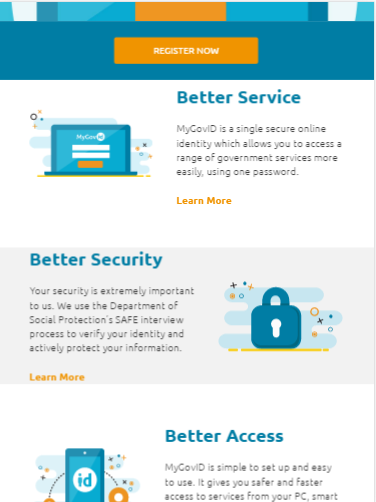 REGISTER NOW
Better Service
MyGovID
MyGovID is a single secure online
identity which allows you to access a
range of government services more
easily, using one password.
Learn More
Better Security
Your security is extremely important
to us. We use the Department of
Social Protection's SAFE interview
process to verify your identity and
actively protect your information.
Learn More
Better Access
id
MyGovID is simple to set up and easy
to use. It gives you safer and faster
access to services from your PC, smart